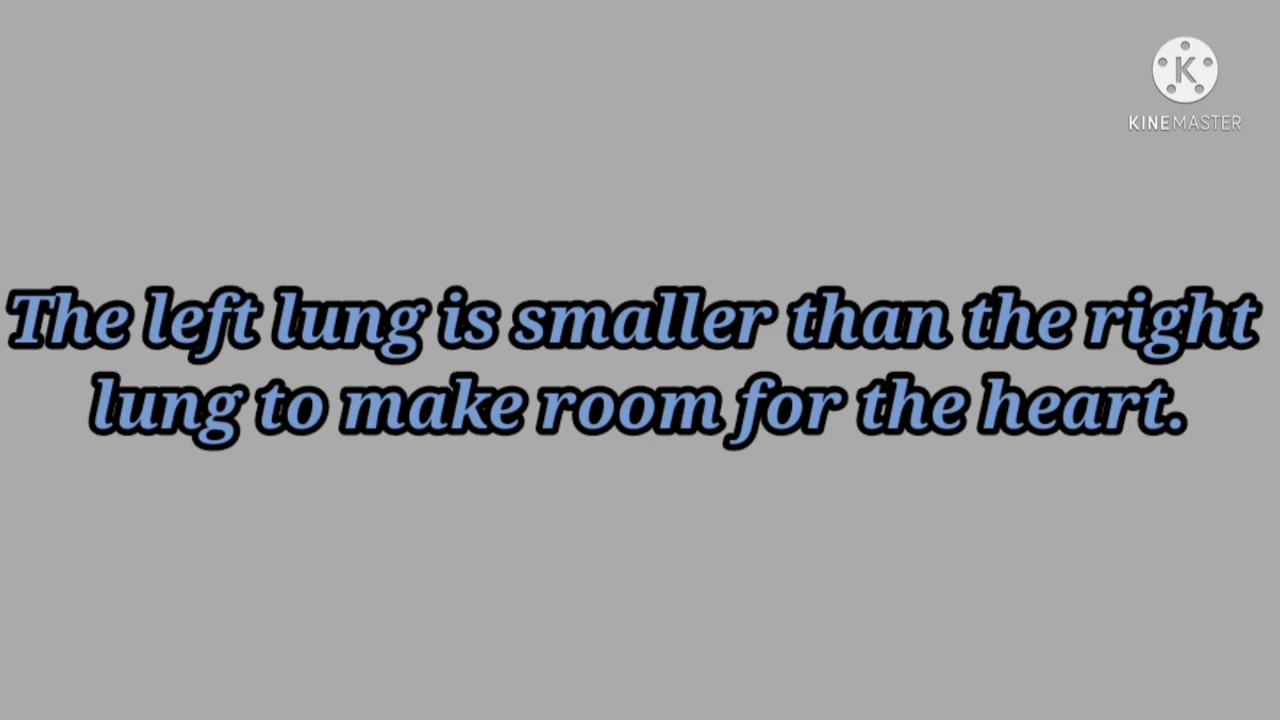 KINEMASTER
The left lung is smaller than the right
lung to make room for the heart.